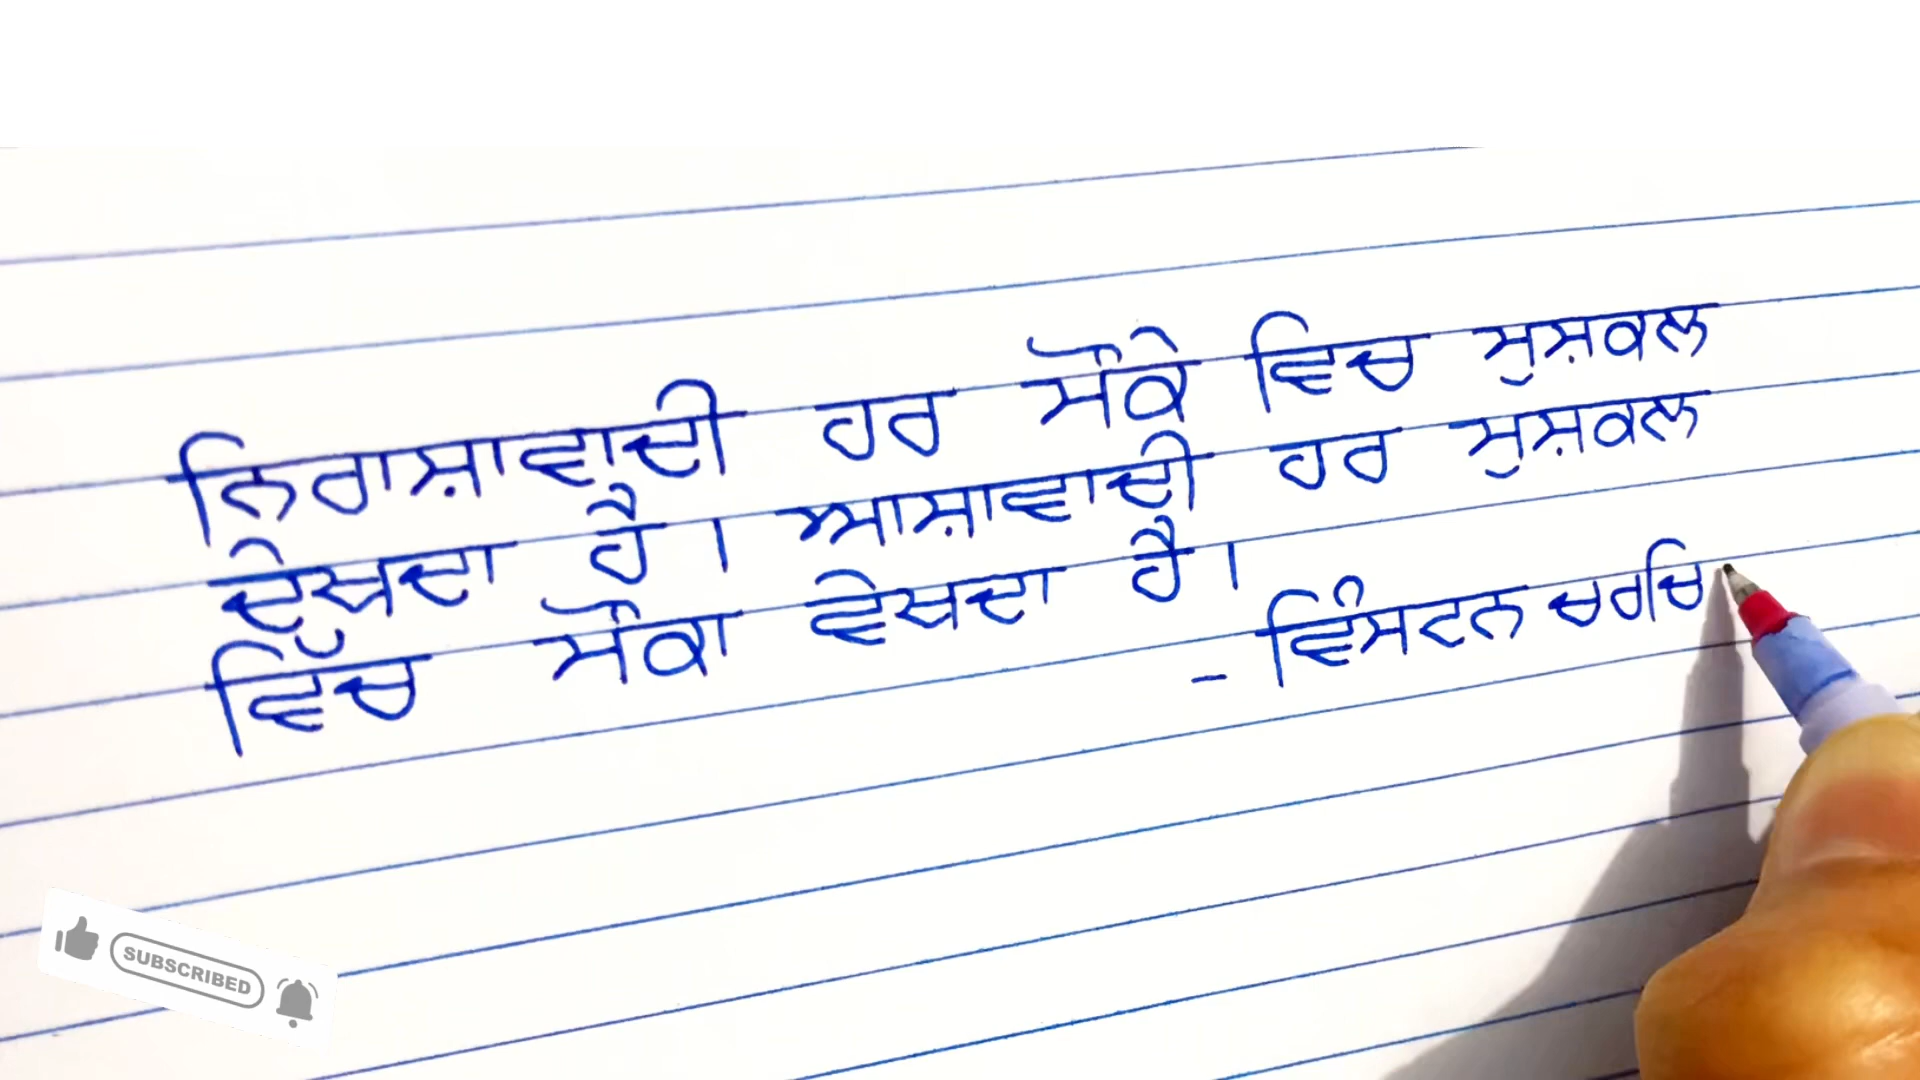 ਨਿਰਾਸ਼ਾਵਾਦੀ ਹਰ ਮੌਕੇ ਵਿਚ ਮੁਸ਼ਕਲ
ਦੇਖਦਾ ਹੈ। ਆਸ਼ਾਵਾਦੀ ਹਰ ਮੁਸ਼ਕਲ
ਵਿੱਚ ਮੌਕਾ ਵੇਖਦਾ ਹੈ।
- ਵਿੰਸਟਨ ਚਰਚਿ
SUBSCRIBED